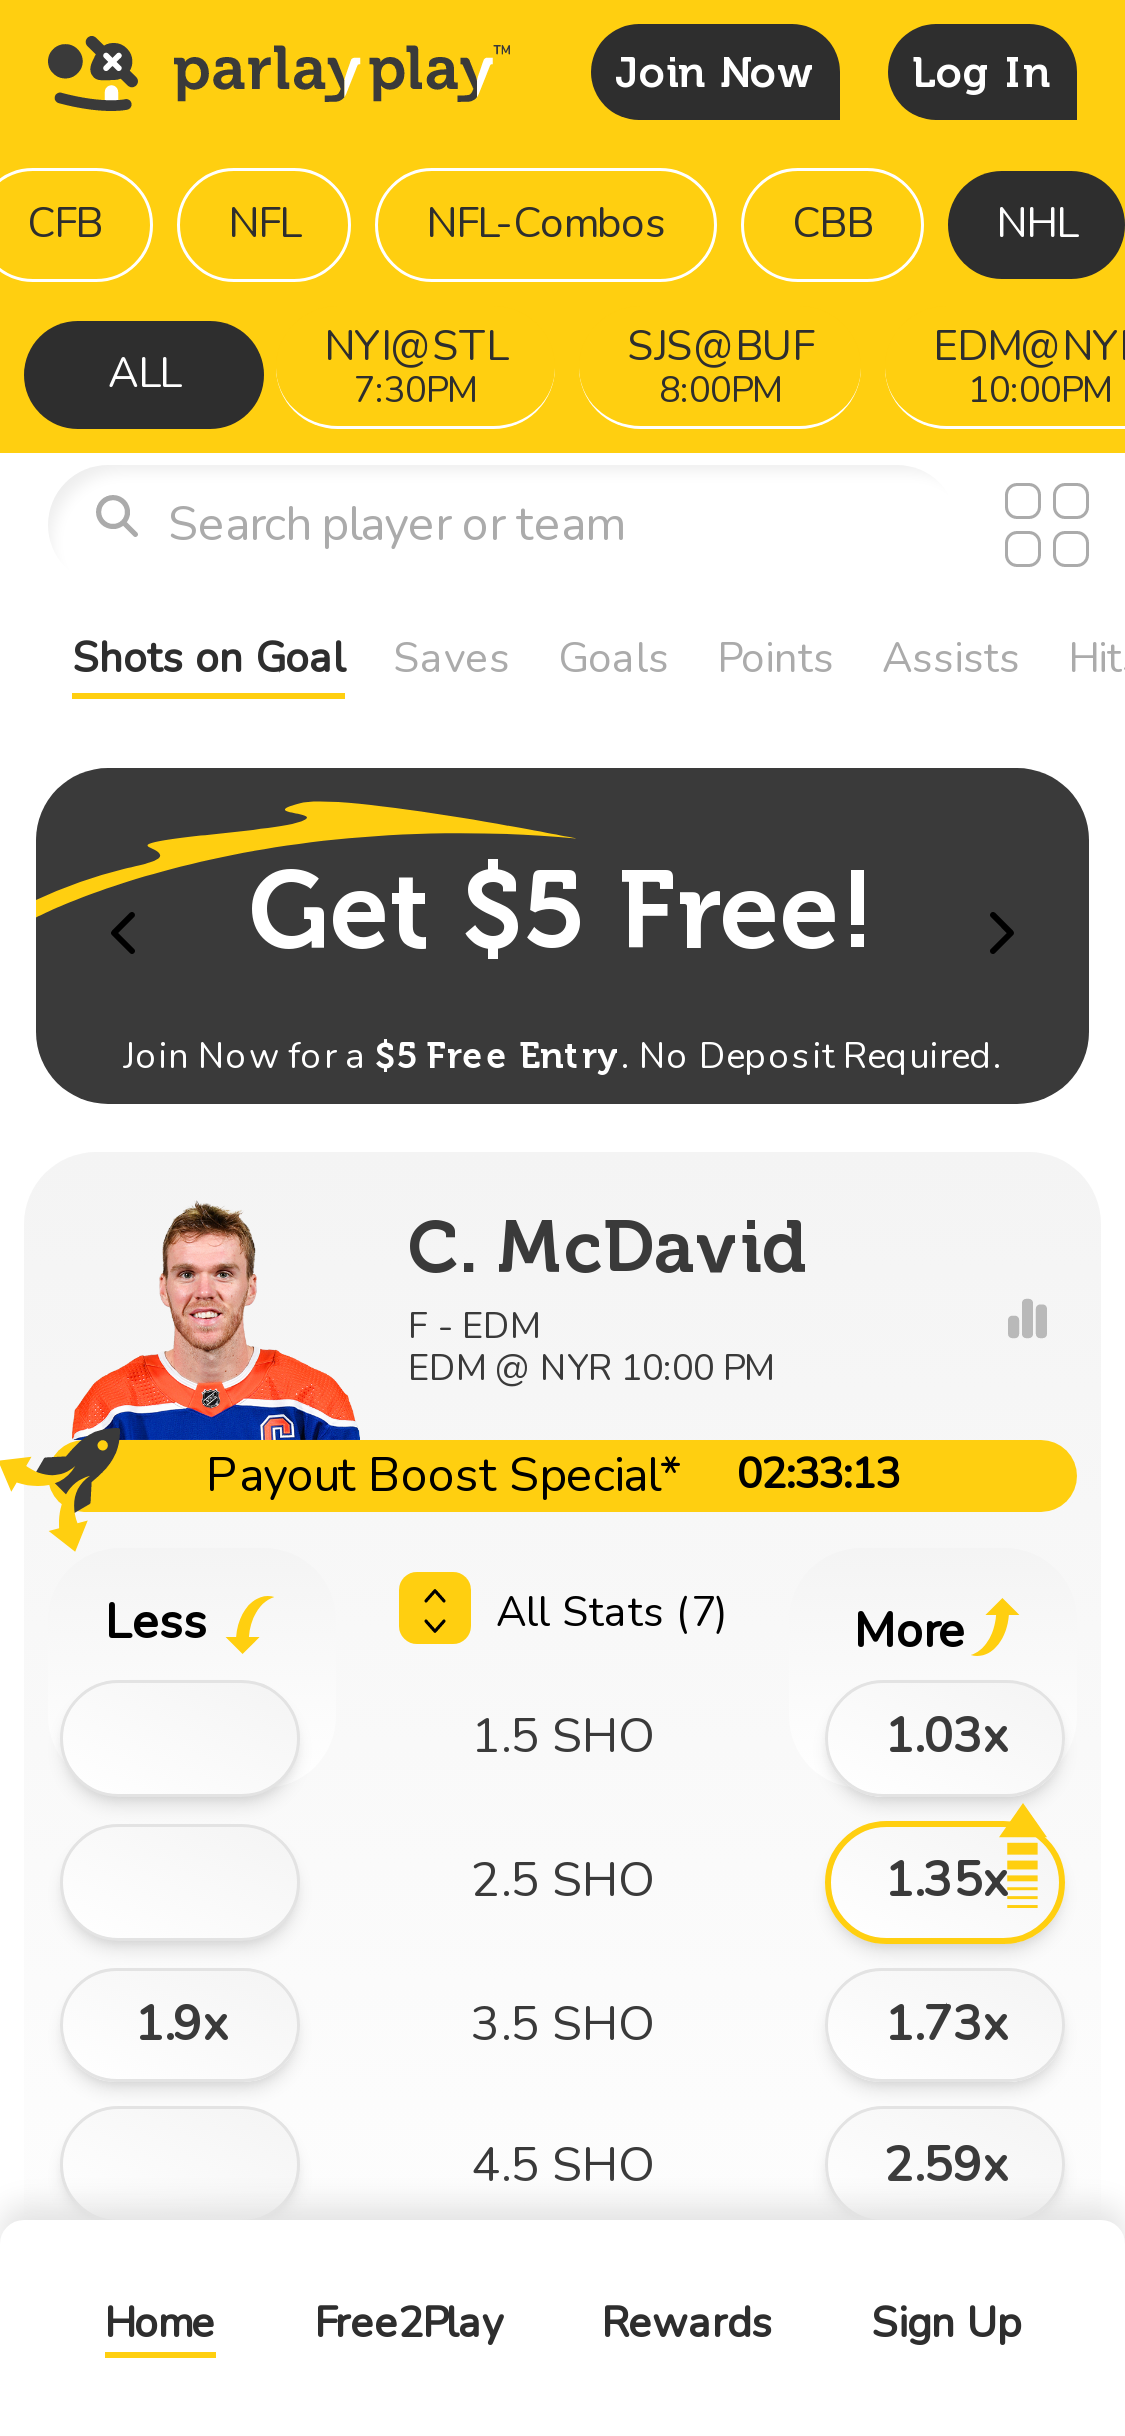 parlay play™
Join Now
Log In
CFB
NFL
NFL-Combos
CBB
NHL
ALL
NYI@STL
7:30PM
SJS@BUF
8:00PM
EDM@NY
10:00PM
Search player or team
Shots on Goal
Saves
Goals
Points
Assists
Hits
Get $5 Free!
Join Now for a $5 Free Entry. No Deposit Required.
C. McDavid
F - EDM
EDM @ NYR 10:00 PM
Payout Boost Special*
02:33:13
Less
All Stats (7)
More
1.5 SHO
1.03x
2.5 SHO
1.35x
1.9x
3.5 SHO
1.73x
4.5 SHO
2.59x
Home
Free2Play
Rewards
Sign Up